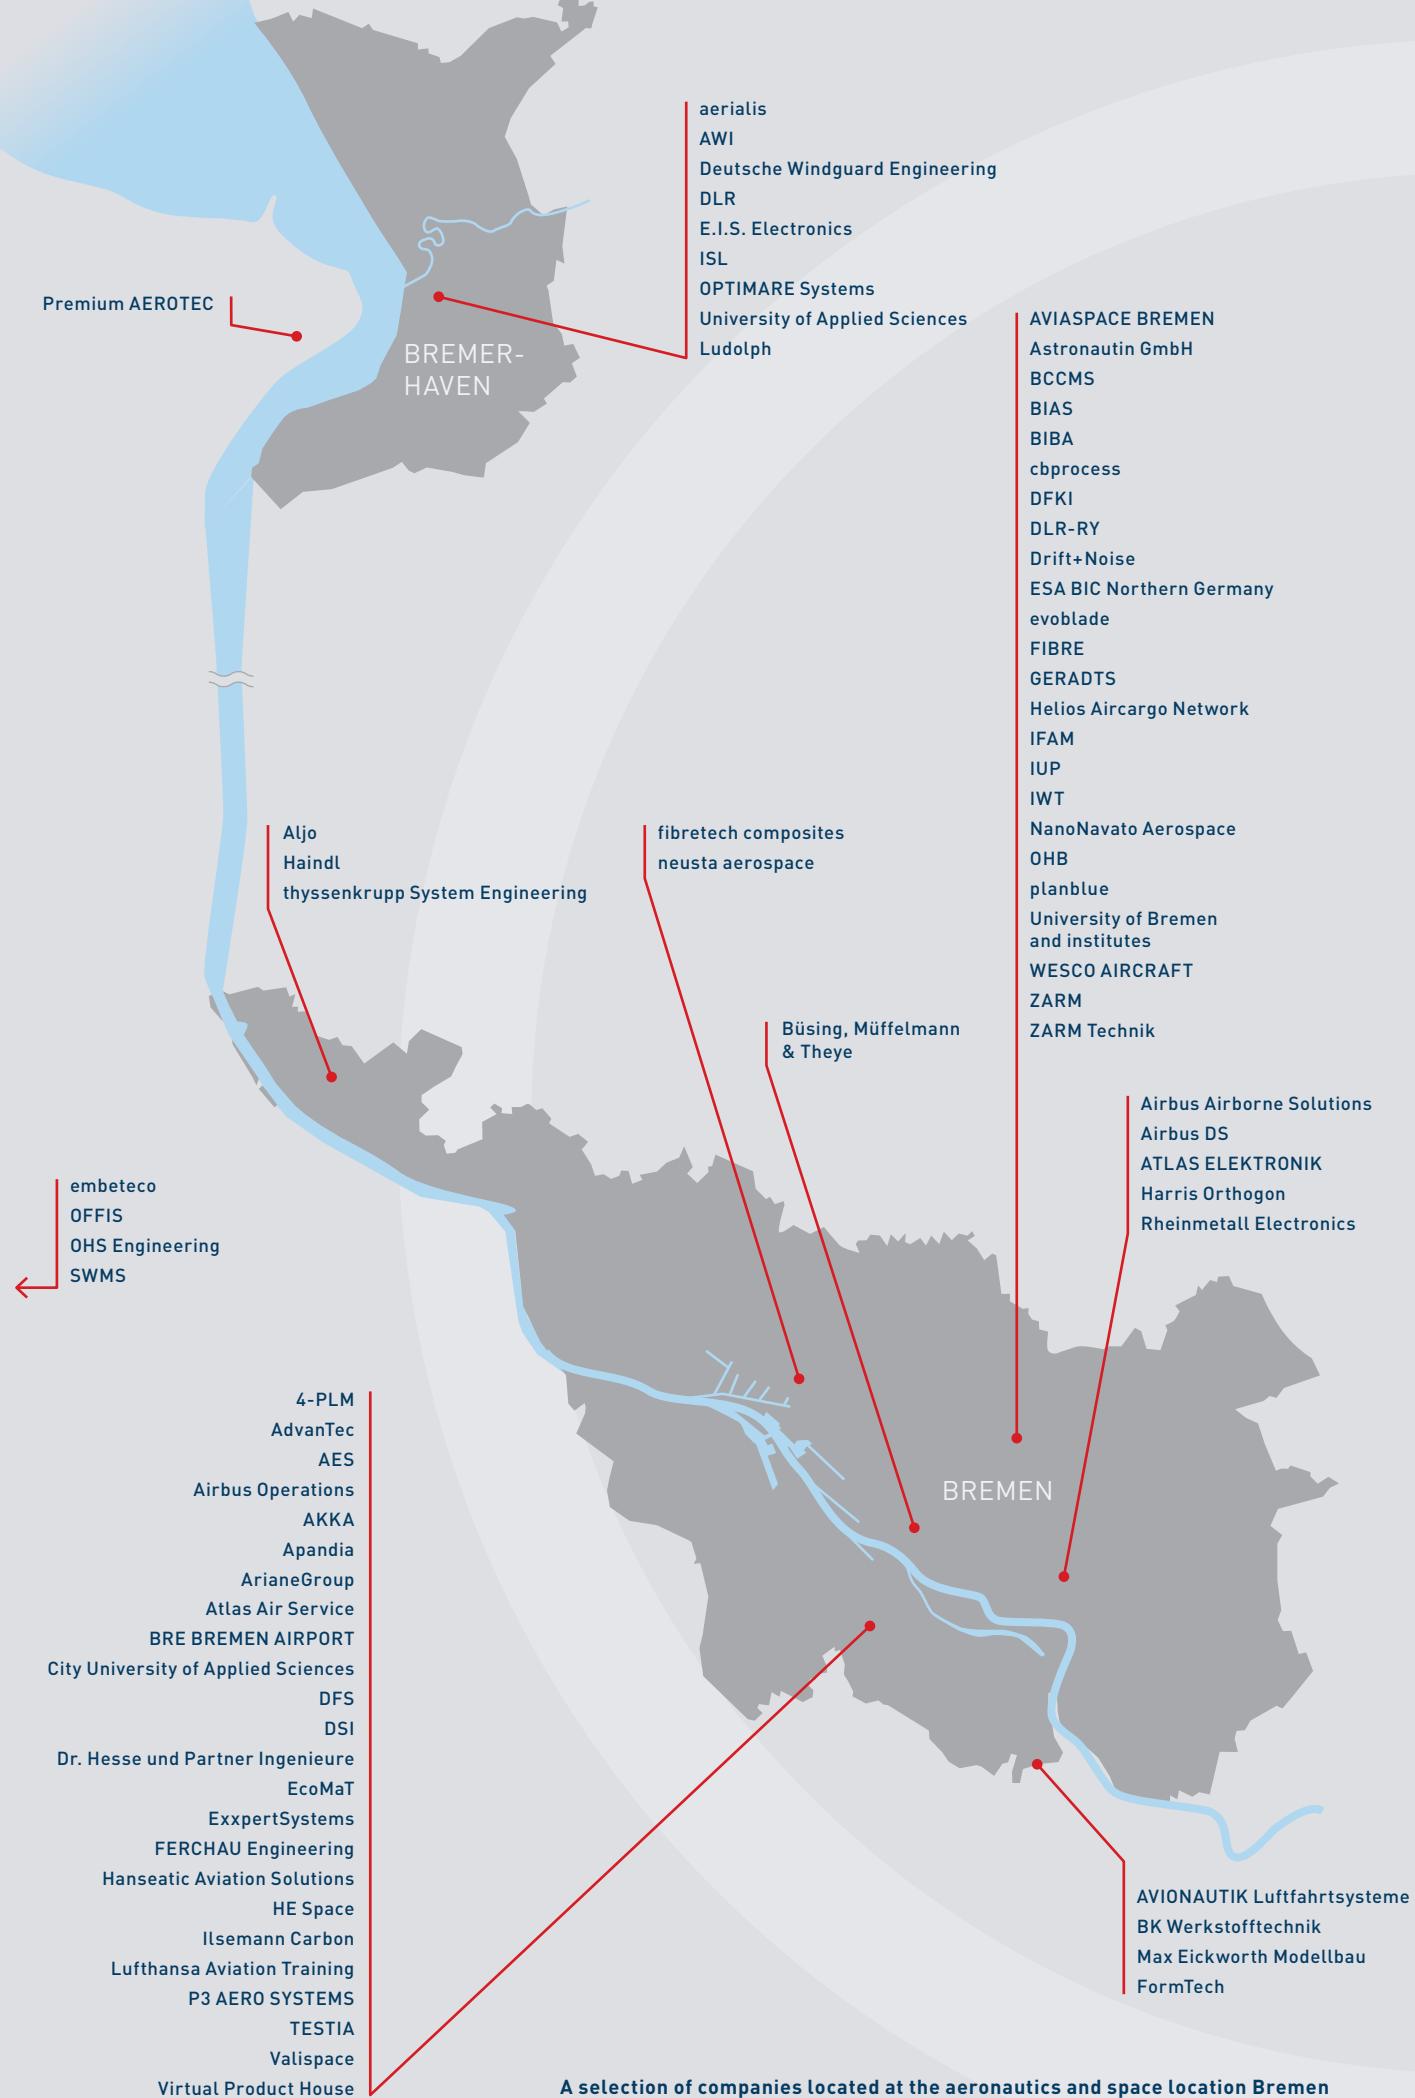 aerialis
AWI
Deutsche Windguard Engineering
DLR
E.I.S. Electronics
ISL
OPTIMARE Systems
University of Applied Sciences
Ludolph
Premium AEROTEC
BREMER-
HAVEN
AVIASPACE BREMEN
Astronautin GmbH
BCCMS
BIAS
BIBA
cbprocess
DFKI
DLR-RY
Drift+Noise
ESA BIC Northern Germany
evoblade
FIBRE
GERADTS
Helios Aircargo Network
IFAM
IUP
IWT
NanoNavato Aerospace
OHB
planblue
University of Bremen
and institutes
WESCO AIRCRAFT
ZARM
ZARM Technik
Aljo
Haindl
thyssenkrupp System Engineering
fibretech composites
neusta aerospace
Büsing, Müffelmann
& Theye
Airbus Airborne Solutions
Airbus DS
ATLAS ELEKTRONIK
Harris Orthogon
Rheinmetall Electronics
embeteco
OFFIS
OHS Engineering
SWMS
BREMEN
4-PLM
AdvanTec
AES
Airbus Operations
AKKA
Apandia
ArianeGroup
Atlas Air Service
BRE BREMEN AIRPORT
City University of Applied Sciences
DFS
DSI
Dr. Hesse und Partner Ingenieure
EcoMaT
ExxpertSystems
FERCHAU Engineering
Hanseatic Aviation Solutions
HE Space
Ilsemann Carbon
Lufthansa Aviation Training
P3 AERO SYSTEMS
TESTIA
Valispace
Virtual Product House
AVIONAUTIK Luftfahrtsysteme
BK Werkstofftechnik
Max Eickworth Modellbau
FormTech
A selection of companies located at the aeronautics and space location Bremen